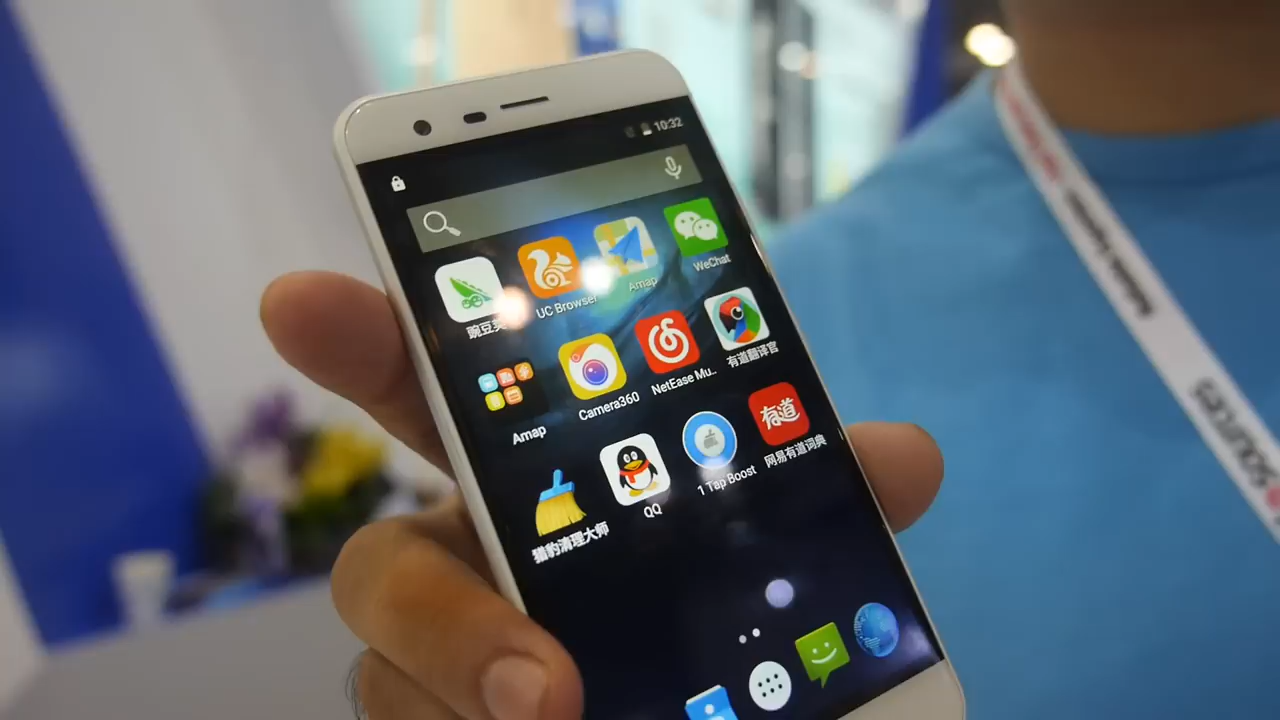 10:32
豌豆荚
UC Browser
Amap
WeChat
Amap
Camera360
NetEase Mu..
有道翻译官
猎豹清理大师
QQ
1 Tap Boost
有道
网易有道词典
sources